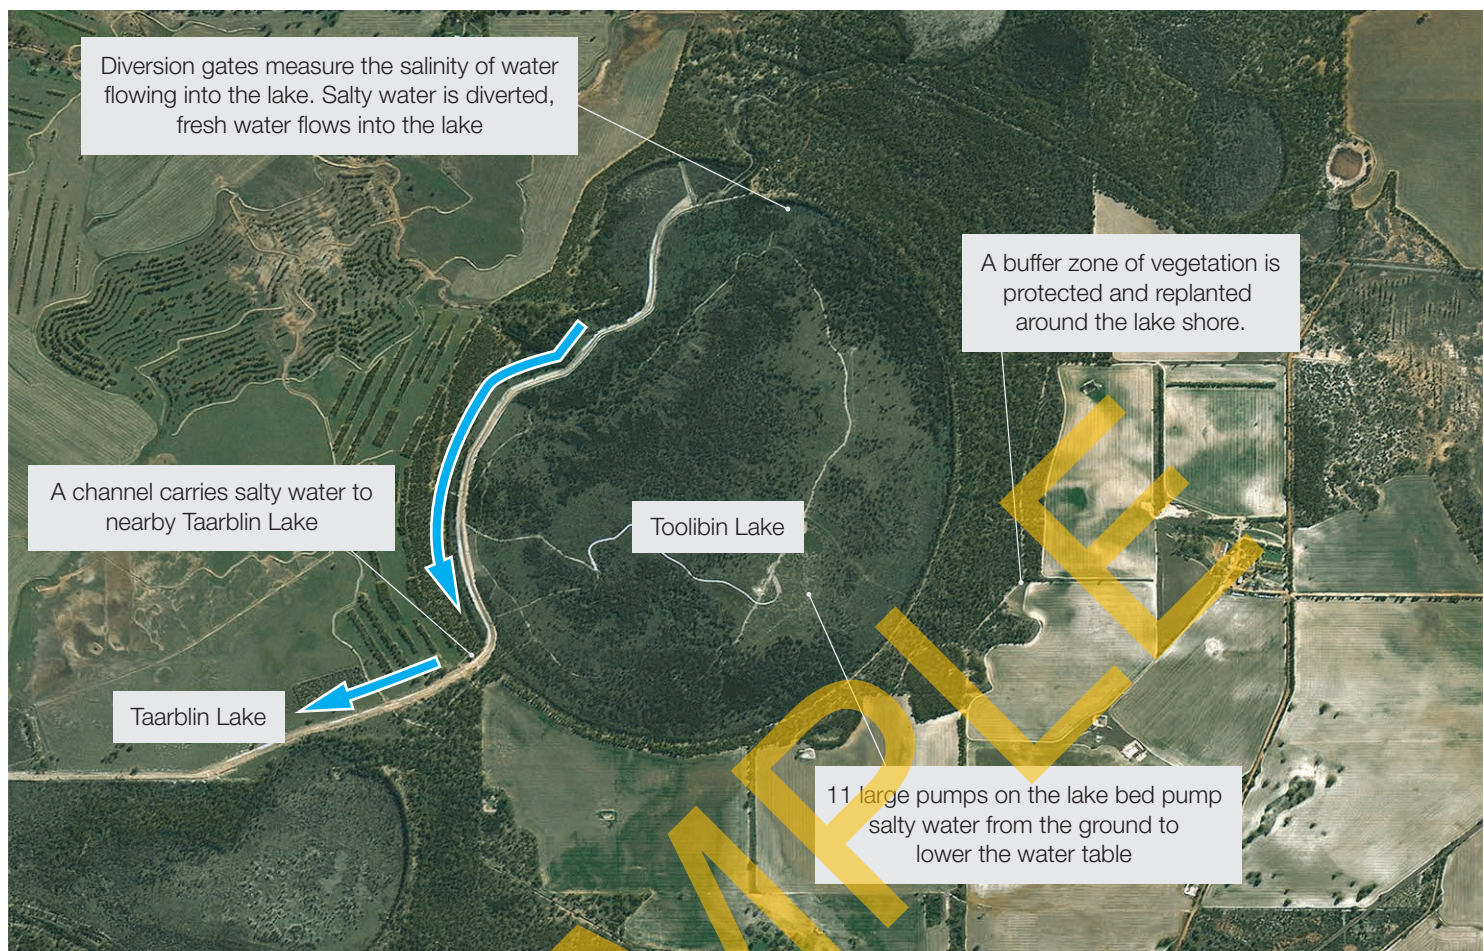 Diversion gates measure the salinity of water
flowing into the lake. Salty water is diverted,
fresh water flows into the lake
A buffer zone of vegetation is
protected and replanted
around the lake shore.
A channel carries salty water to
nearby Taarblin Lake
Toolibin Lake
Taarblin Lake
11 large pumps on the lake bed pump
salty water from the ground to
lower the water table
MPLE